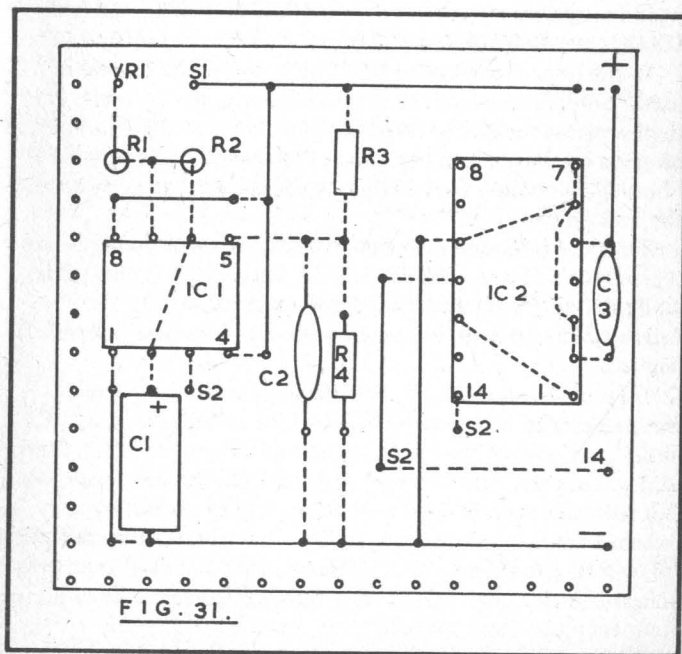 +
VR1 S1
R1 R2
R3
8 7
8 5
IC 1
IC 2
C 3
1 4
R 4
C2
S2
+
C1
14 1
S2
S2 14
—
FIG. 31.